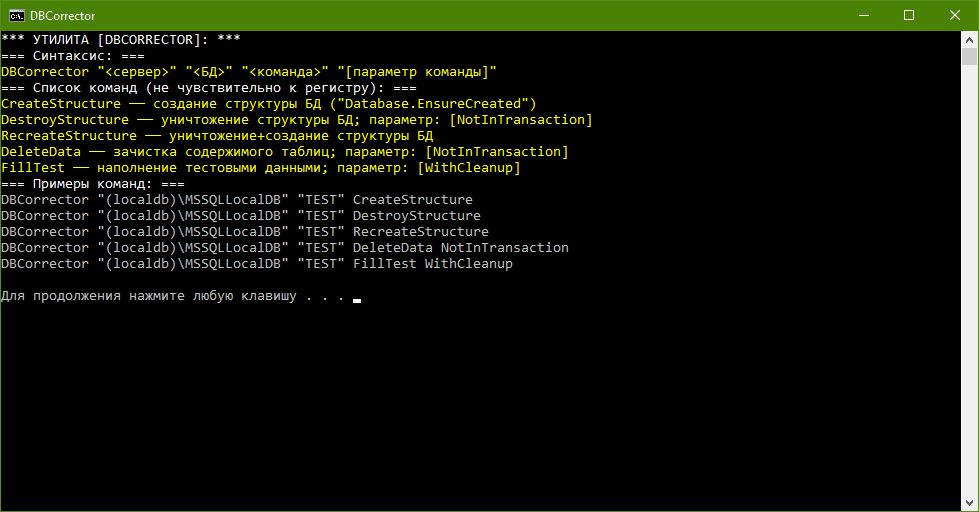 DBCorrector
*** УТИЛИТА [DBCORRECTOR]: ***
=== Синтаксис: ===
DBCorrector "<сервер>" "<БД>" "<команда>" "[параметр команды]"
=== Список команд (не чувствительно к регистру): ===
CreateStructure —— создание структуры БД ("Database.EnsureCreated")
DestroyStructure —— уничтожение структуры БД; параметр: [NotInTransaction]
RecreateStructure —— уничтожение+создание структуры БД
DeleteData —— зачистка содержимого таблиц; параметр: [NotInTransaction]
FillTest —— наполнение тестовыми данными; параметр: [WithCleanup]
=== Примеры команд: ===
DBCorrector "(localdb)\MSSQLLocalDB" "TEST" CreateStructure
DBCorrector "(localdb)\MSSQLLocalDB" "TEST" DestroyStructure
DBCorrector "(localdb)\MSSQLLocalDB" "TEST" RecreateStructure
DBCorrector "(localdb)\MSSQLLocalDB" "TEST" DeleteData NotInTransaction
DBCorrector "(localdb)\MSSQLLocalDB" "TEST" FillTest WithCleanup
Для продолжения нажмите любую клавишу . . .